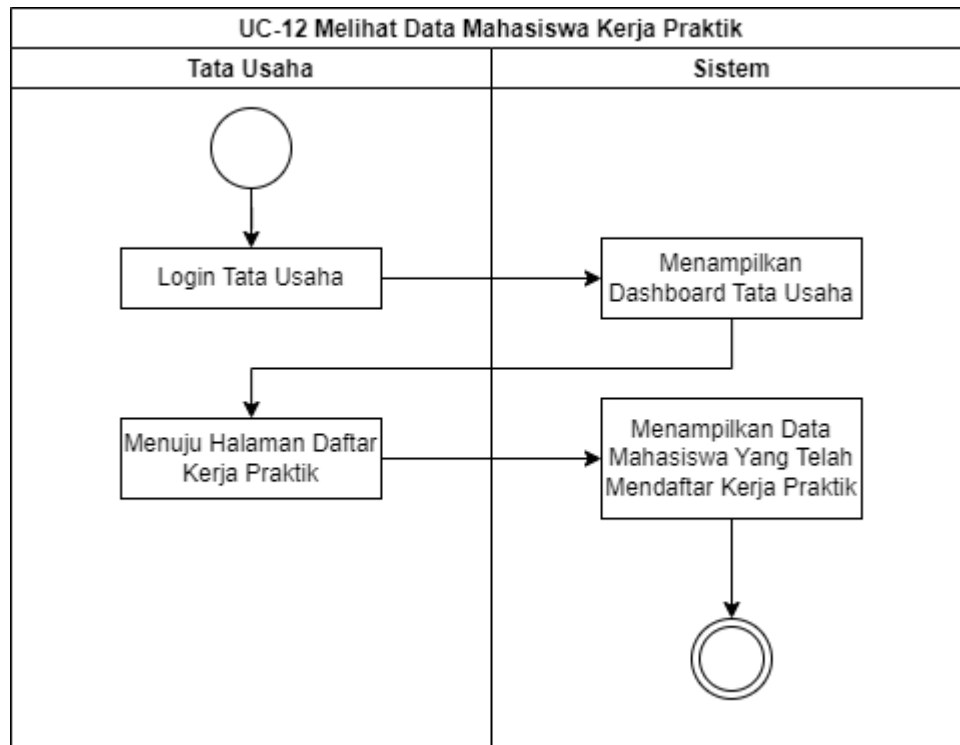 UC-12 Melihat Data Mahasiswa Kerja Praktik
Tata Usaha
Sistem
Login Tata Usaha
Menampilkan
Dashboard Tata Usaha
Menuju Halaman Daftar
Kerja Praktik
Menampilkan Data
Mahasiswa Yang Telah
Mendaftar Kerja Praktik